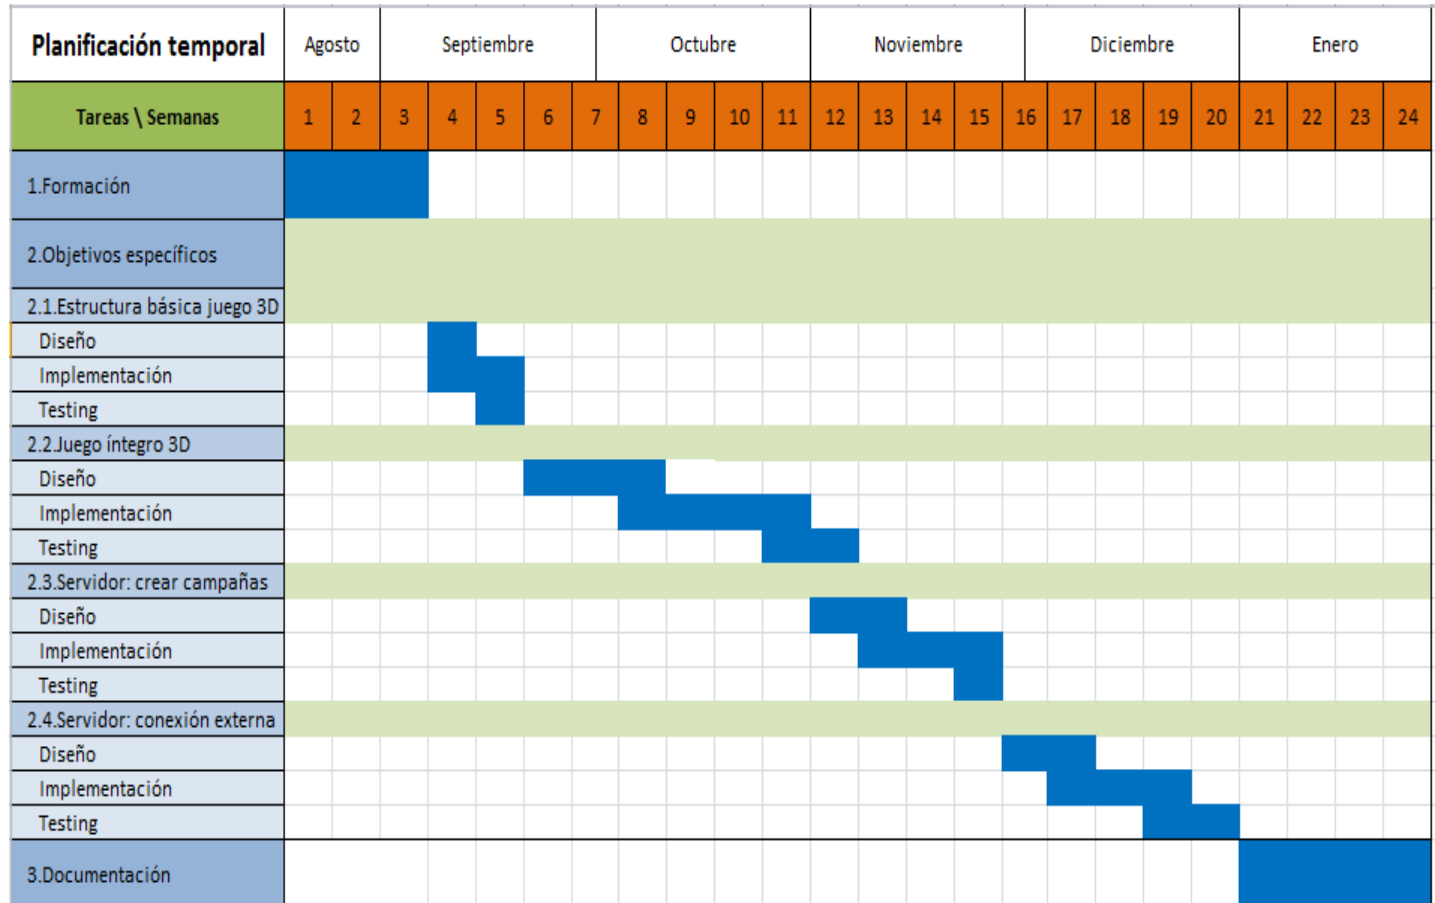 Planificación temporal Agosto Septiembre Octubre Noviembre Diciembre Enero
Tareas \ Semanas 1 2 3 4 5 6 7 8 9 10 11 12 13 14 15 16 17 18 19 20 21 22 23 24
1.Formación
2.Objetivos específicos
2.1.Estructura básica juego 3D
Diseño
Implementación
Testing
2.2.Juego íntegro 3D
Diseño
Implementación
Testing
2.3.Servidor: crear campañas
Diseño
Implementación
Testing
2.4.Servidor: conexión externa
Diseño
Implementación
Testing
3.Documentación